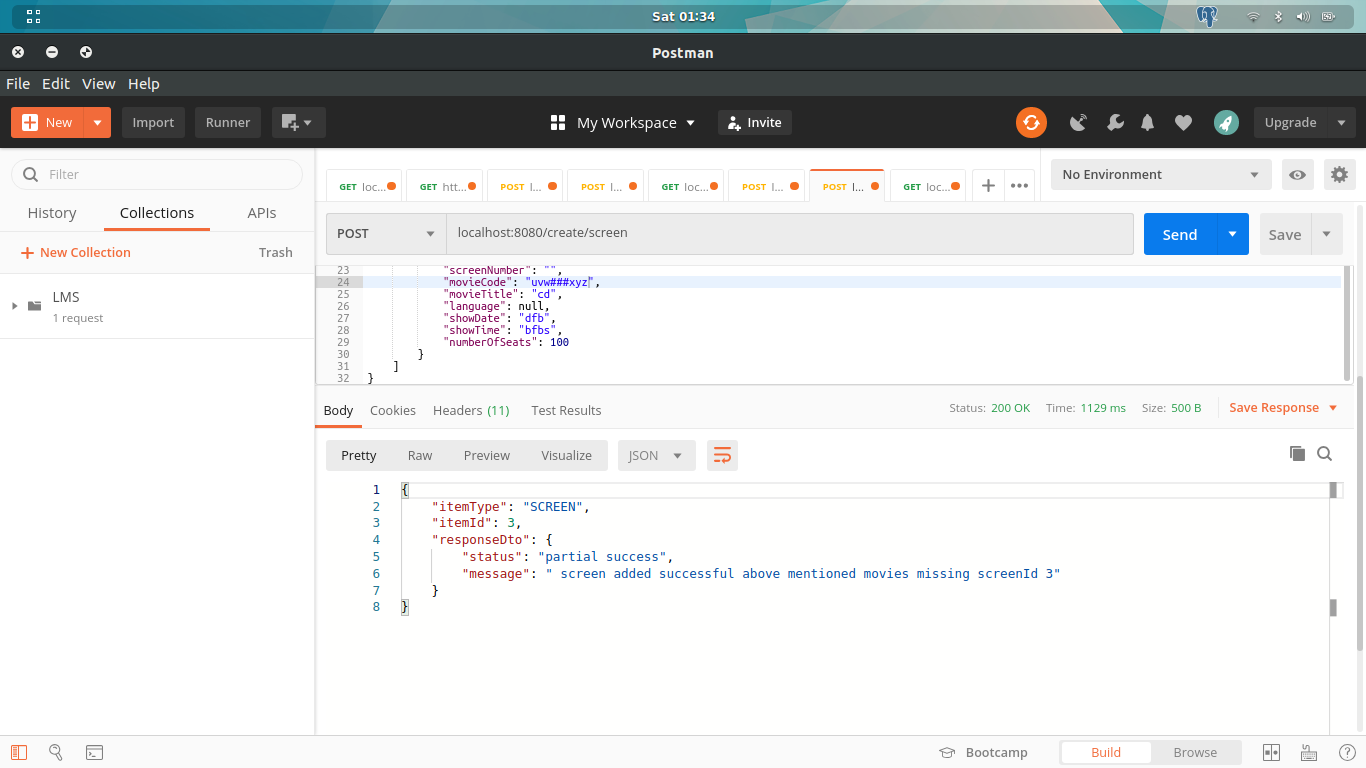 Sat 01:34
Postman
File Edit View Help
New Import Runner My Workspace Invite Upgrade
Filter
History Collections APIs
New Collection Trash
LMS
1 request
GET loc... GET htt... POST l... POST l... GET loc... POST l... POST l... GET loc... No Environment
POST localhost:8080/create/screen Send Save
23 "screenNumber": "",
24 "movieCode": "uvw###xyz",
25 "movieTitle": "cd",
26 "language": null,
27 "showDate": "dfb",
28 "showTime": "bfbs",
29 "numberOfSeats": 100
30 }
31 ]
32 }
Body Cookies Headers (11) Test Results Status: 200 OK Time: 1129 ms Size: 500 B Save Response
Pretty Raw Preview Visualize JSON
1 {
2 "itemType": "SCREEN",
3 "itemId": 3,
4 "responseDto": {
5 "status": "partial success",
6 "message": " screen added successful above mentioned movies missing screenId 3"
7 }
8 }
Bootcamp Build Browse